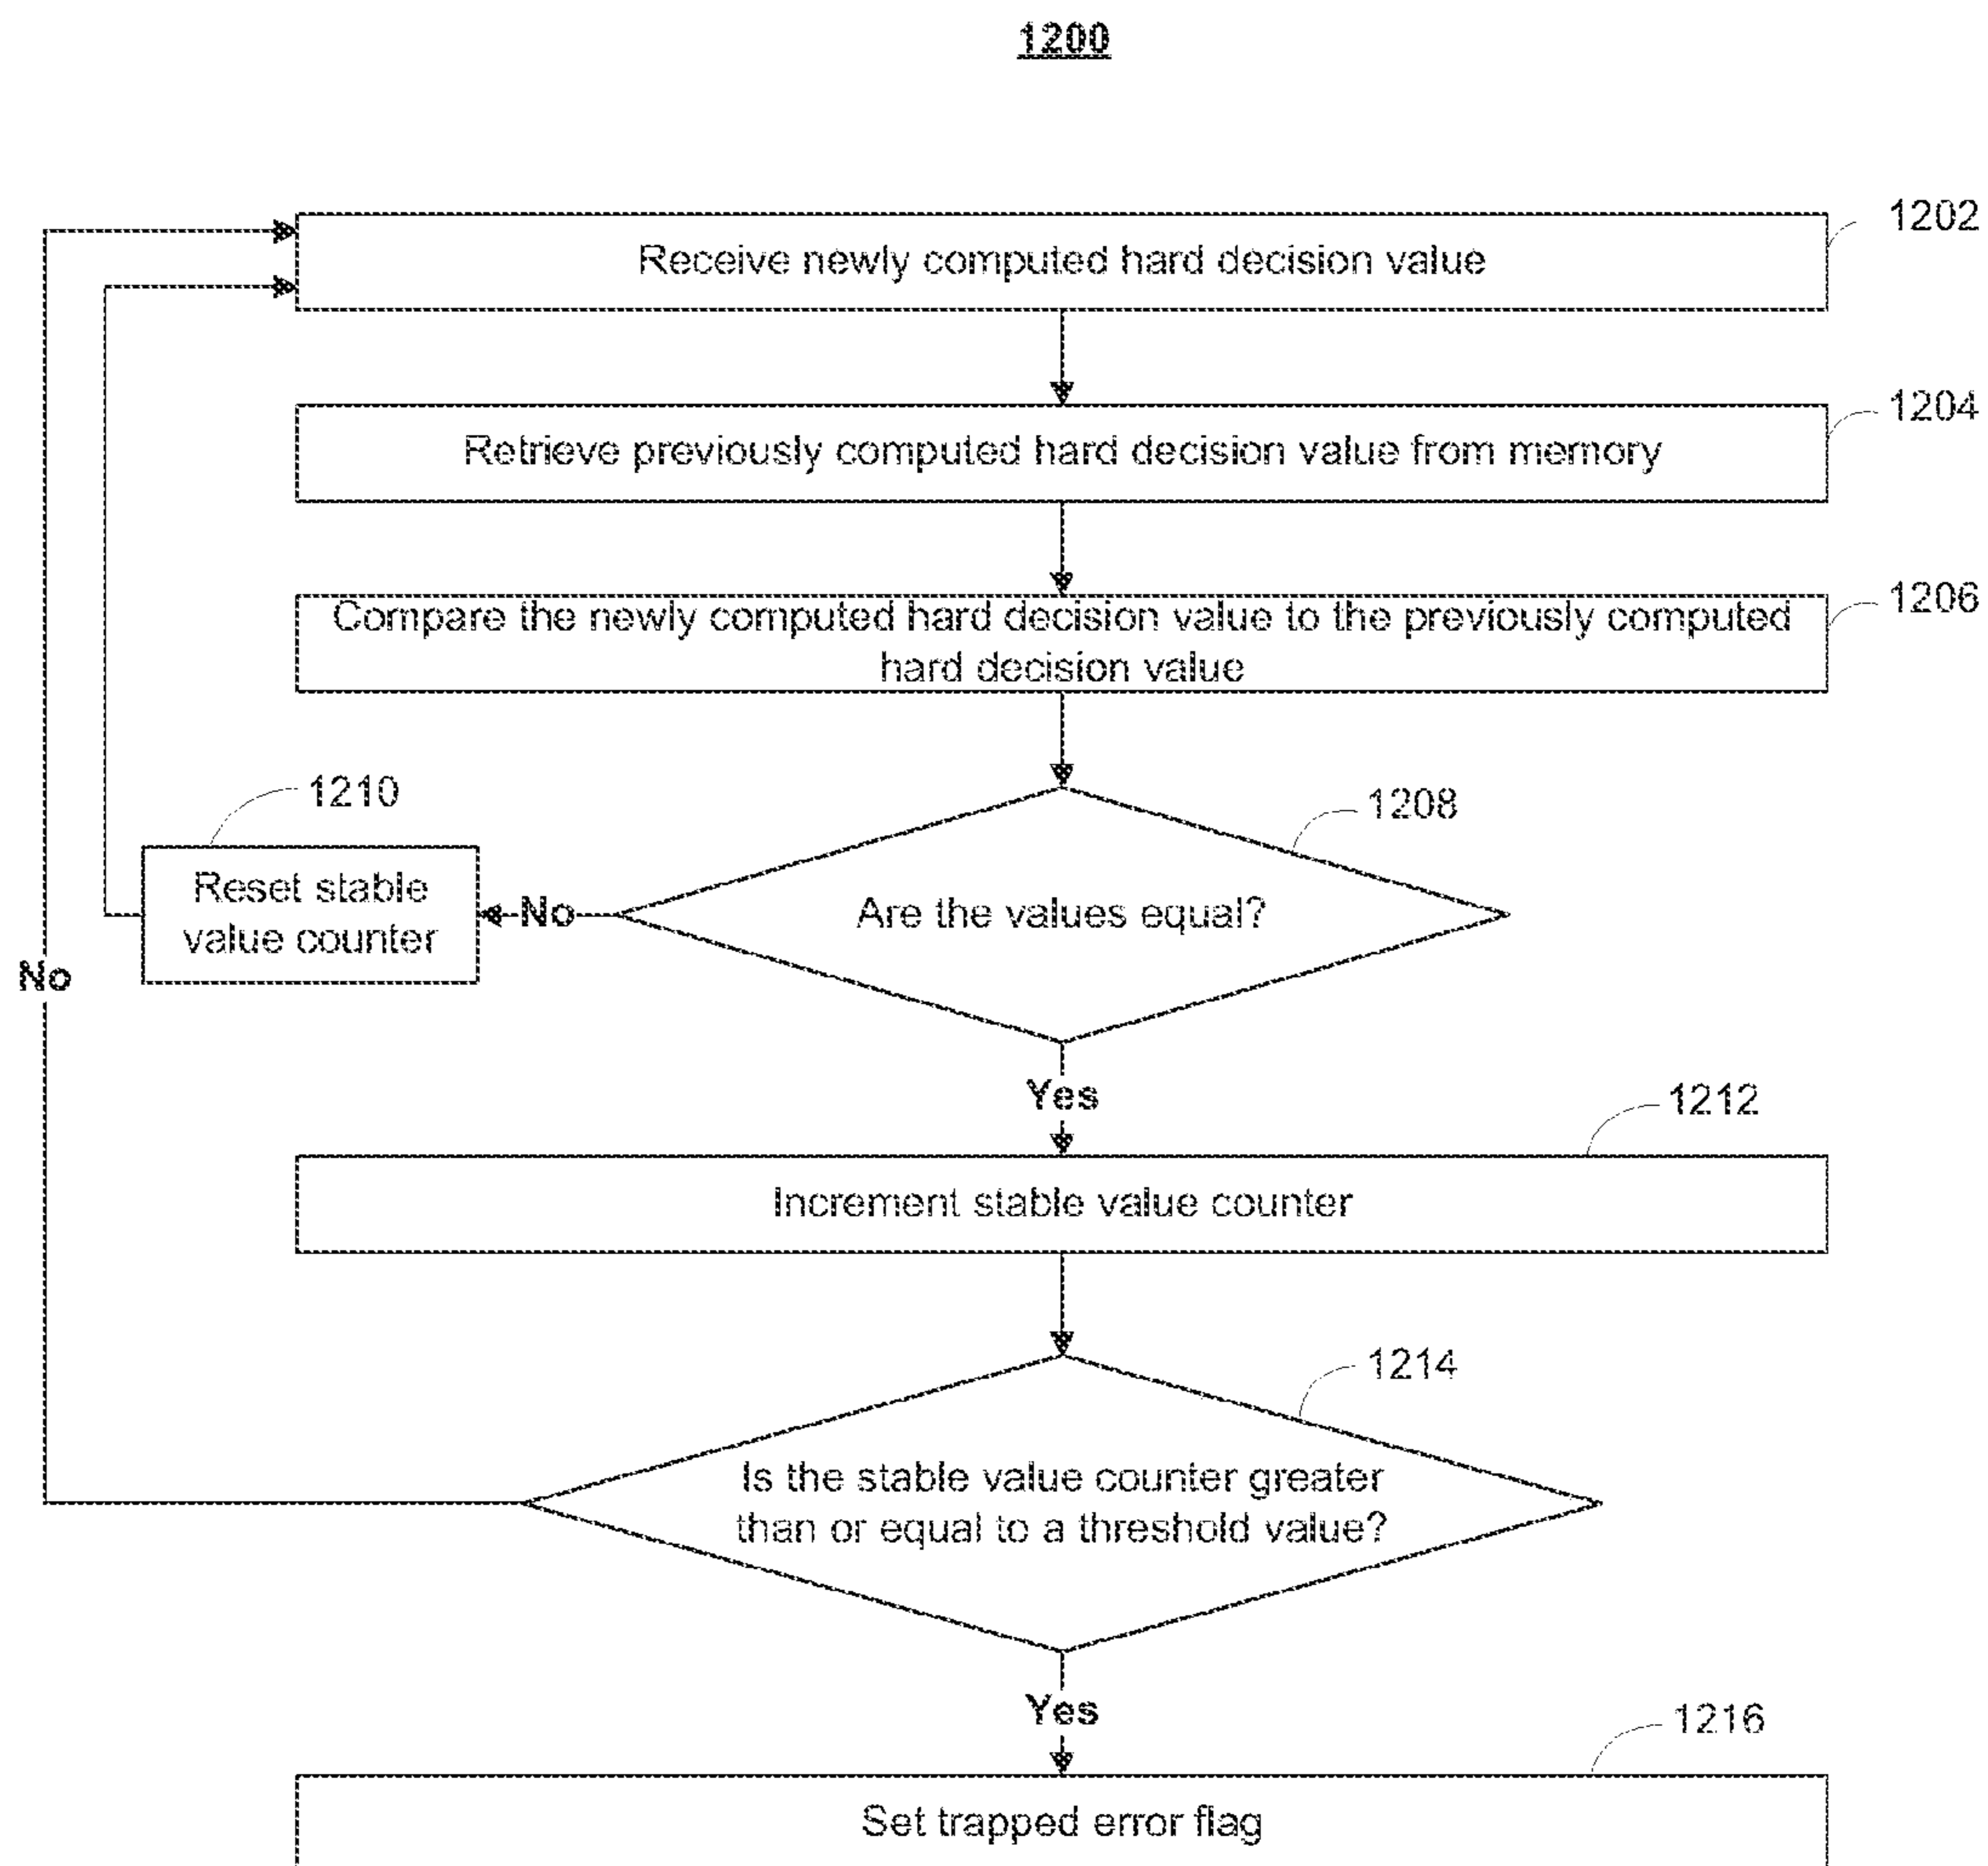 1200
1202
Receive newly computed hard decision value
1204
Retrieve previously computed hard decision value from memory
1206
Compare the newly computed hard decision value to the previously computed
hard decision value
1210
1208
Reset stable
value counter
No
Are the values equal?
No
Yes
1212
Increment stable value counter
1214
Is the stable value counter greater
than or equal to a threshold value?
Yes
1216
Set trapped error flag